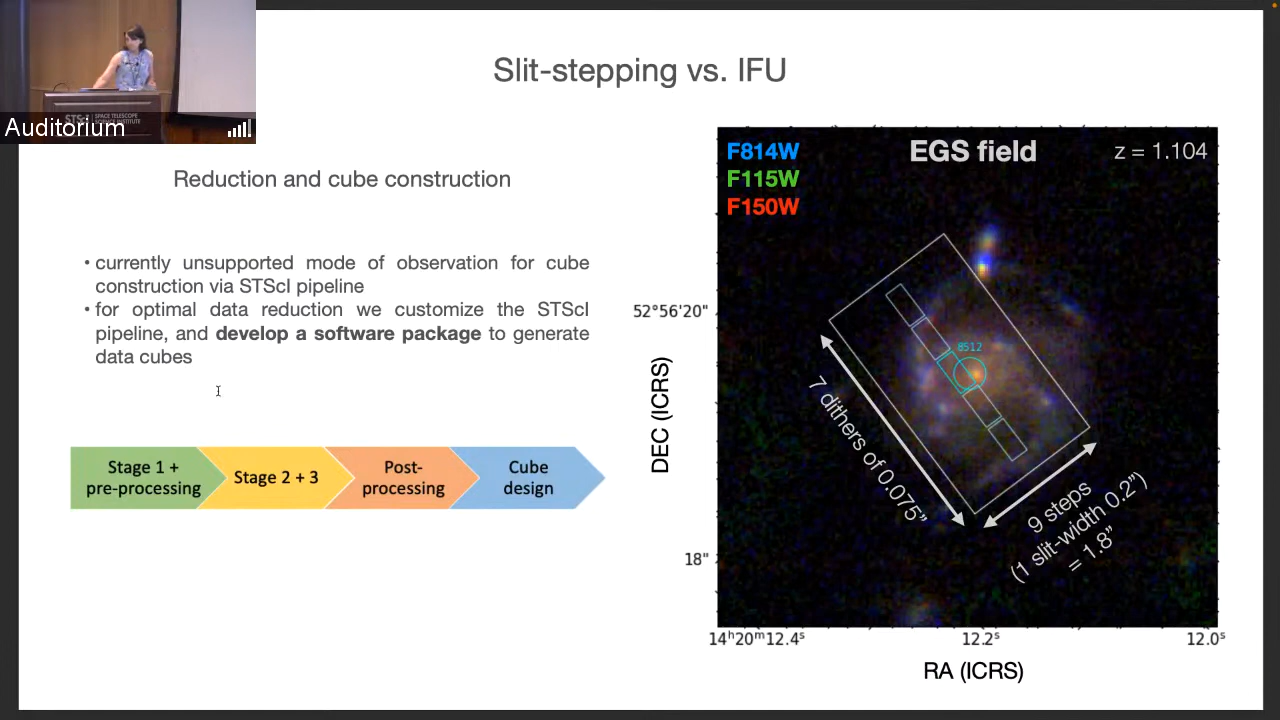 Auditorium
SPACE TELESCOPE
SCIENCE INSTITUTE
Slit-stepping vs. IFU
Reduction and cube construction
• currently unsupported mode of observation for cube
construction via STScI pipeline
• for optimal data reduction we customize the STScI
pipeline, and develop a software package to generate
data cubes
Stage 1 +
pre-processing
Stage 2 + 3
Post-
processing
Cube
design
F814W
F115W
F150W
EGS field
z = 1.104
8512
7 dithers of 0.075”
9 steps
(1 slit-width 0.2”)
= 1.8”
52°56'20"
18"
DEC (ICRS)
14ʰ20ᵐ12.4ˢ
12.2ˢ
12.0ˢ
RA (ICRS)